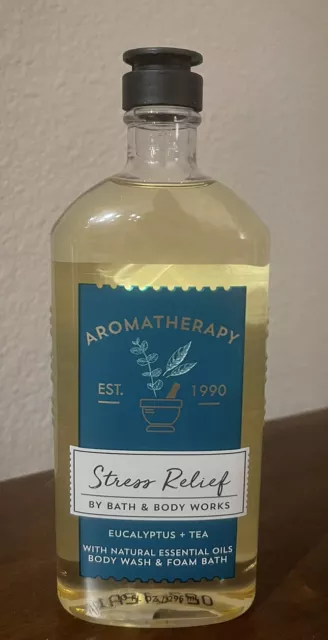 AROMATHERAPY
EST. 1990
Stress Relief
BY BATH & BODY WORKS
EUCALYPTUS + TEA
WITH NATURAL ESSENTIAL OILS
BODY WASH & FOAM BATH